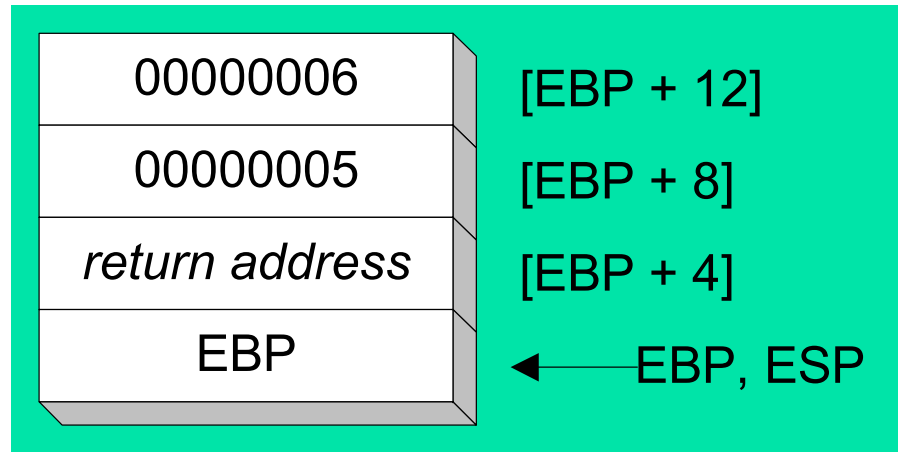 00000006 [EBP + 12]
00000005 [EBP + 8]
return address [EBP + 4]
EBP EBP, ESP